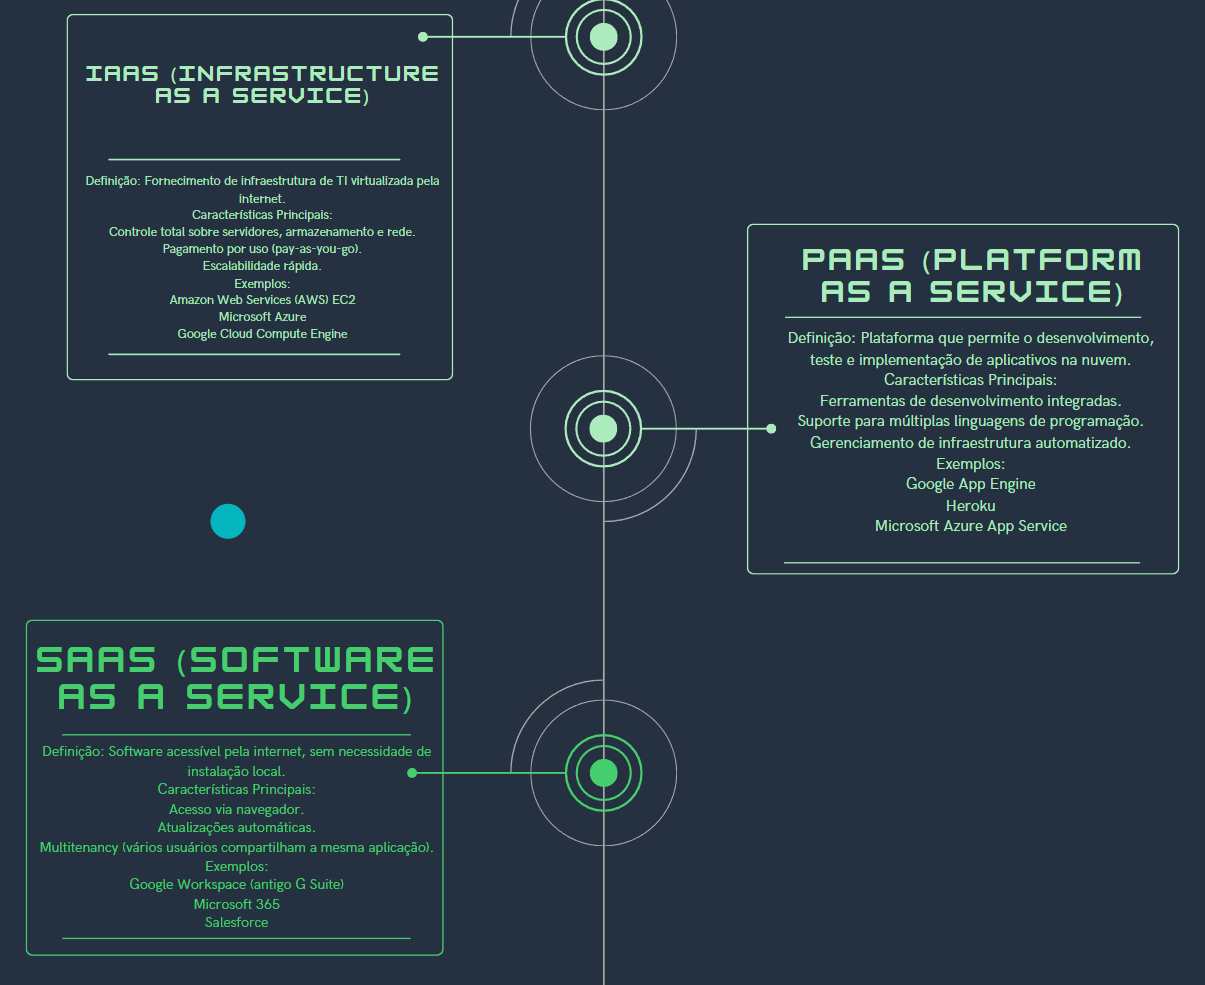 IAAS (INFRASTRUCTURE
AS A SERVICE)
Definição: Fornecimento de infraestrutura de TI virtualizada pela
internet.
Características Principais:
Controle total sobre servidores, armazenamento e rede.
Pagamento por uso (pay-as-you-go).
Escalabilidade rápida.
Exemplos:
Amazon Web Services (AWS) EC2
Microsoft Azure
Google Cloud Compute Engine
PAAS (PLATFORM
AS A SERVICE)
Definição: Plataforma que permite o desenvolvimento,
teste e implementação de aplicativos na nuvem.
Características Principais:
Ferramentas de desenvolvimento integradas.
Suporte para múltiplas linguagens de programação.
Gerenciamento de infraestrutura automatizado.
Exemplos:
Google App Engine
Heroku
Microsoft Azure App Service
SAAS (SOFTWARE
AS A SERVICE)
Definição: Software acessível pela internet, sem necessidade de
instalação local.
Características Principais:
Acesso via navegador.
Atualizações automáticas.
Multitenancy (vários usuários compartilham a mesma aplicação).
Exemplos:
Google Workspace (antigo G Suite)
Microsoft 365
Salesforce